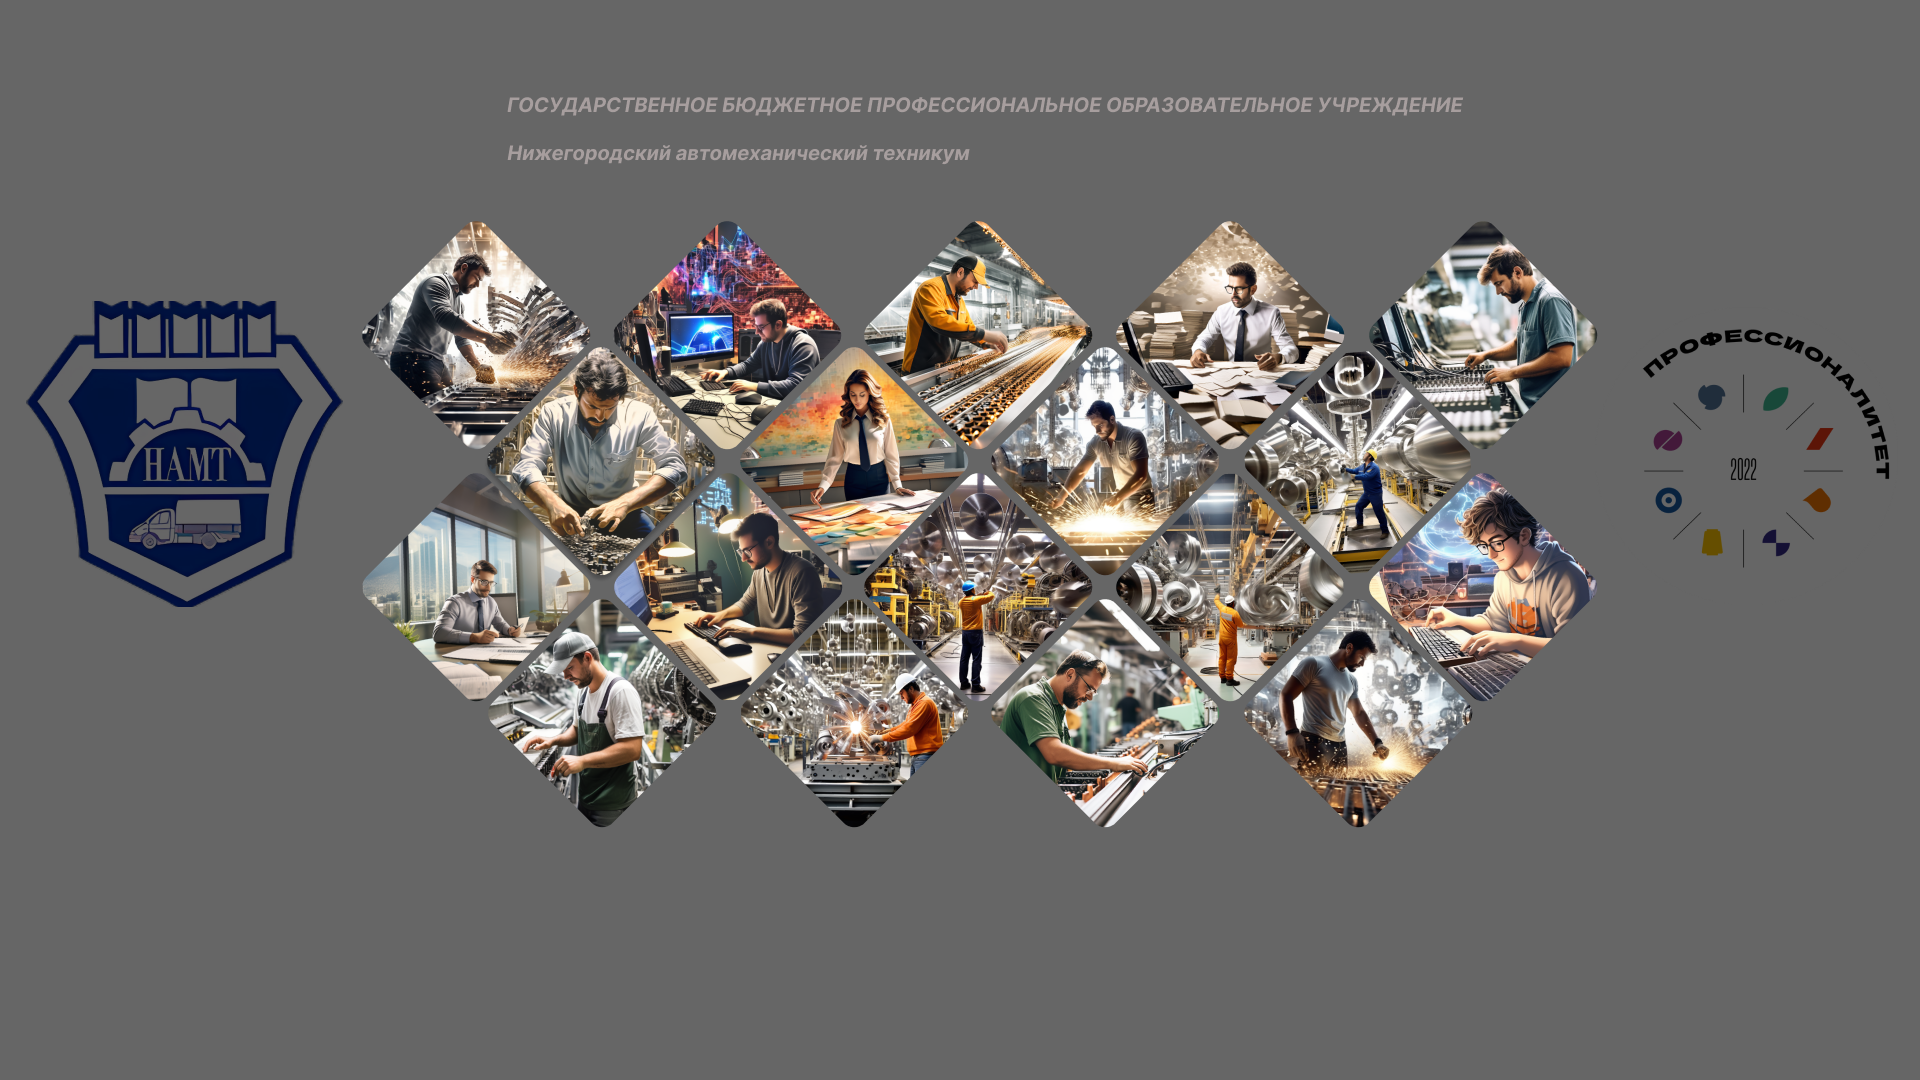 ГОСУДАРСТВЕННОЕ БЮДЖЕТНОЕ ПРОФЕССИОНАЛЬНОЕ ОБРАЗОВАТЕЛЬНОЕ УЧРЕЖДЕНИЕ
Нижегородский автомеханический техникум
НАМТ
ПРОФЕССИОНАЛИТЕТ
2022